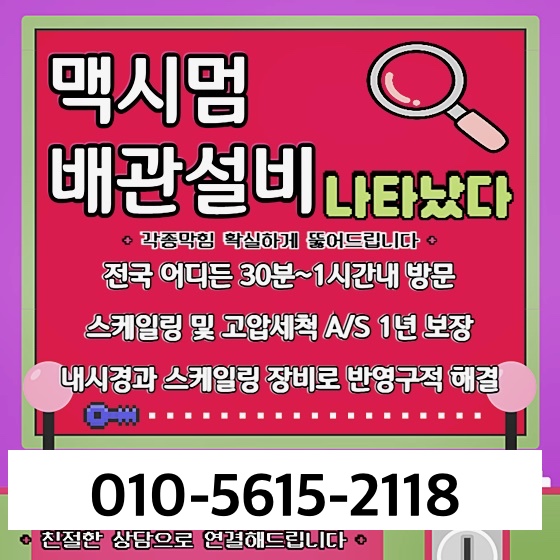 맥시멈
배관설비 나타났다
+ 각종막힘 확실하게 뚫어드립니다 +
전국 어디든 30분~1시간내 방문
스케일링 및 고압세척 A/S 1년 보장
내시경과 스케일링 장비로 반영구적 해결
010-5615-2118
+ 친절한 상담으로 연결해드립니다 +